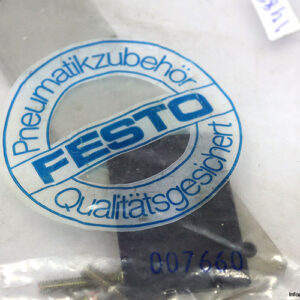 Pneumatikzubehör
FESTO
Qualitätsgesichert
007660